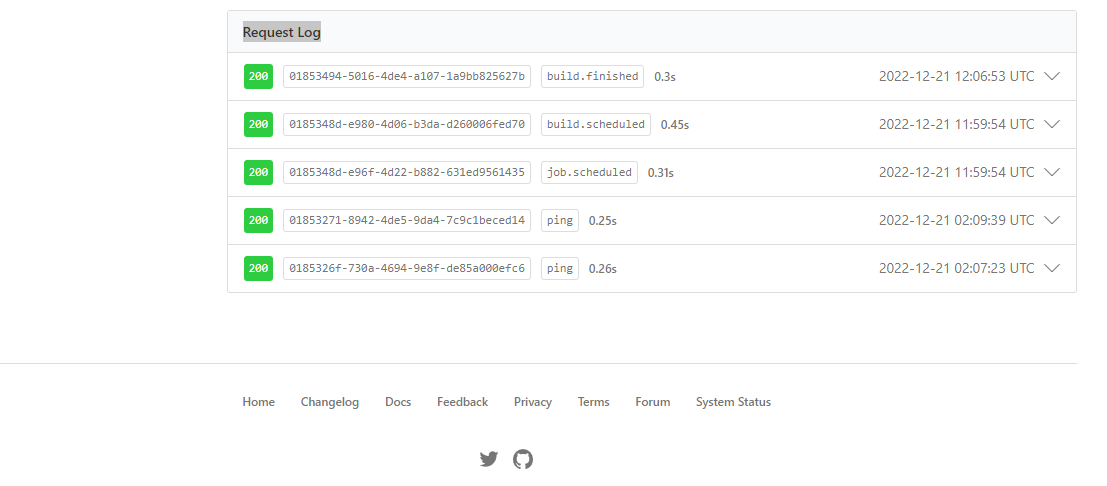 Request Log
200 01853494-5016-4de4-a107-1a9bb825627b build.finished 0.3s 2022-12-21 12:06:53 UTC
200 0185348d-e980-4d06-b3da-d260006fed70 build.scheduled 0.45s 2022-12-21 11:59:54 UTC
200 0185348d-e96f-4d22-b882-631ed9561435 job.scheduled 0.31s 2022-12-21 11:59:54 UTC
200 01853271-8942-4de5-9da4-7c9c1beced14 ping 0.25s 2022-12-21 02:09:39 UTC
200 0185326f-730a-4694-9e8f-de85a000efc6 ping 0.26s 2022-12-21 02:07:23 UTC
Home Changelog Docs Feedback Privacy Terms Forum System Status